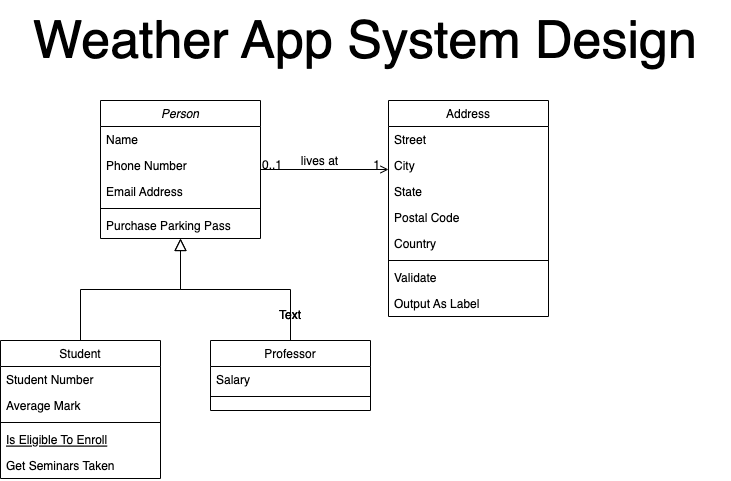 Weather App System Design
Person
Name
Phone Number
Email Address
Purchase Parking Pass
0..1 lives at 1
Address
Street
City
State
Postal Code
Country
Validate
Output As Label
Text
Student
Student Number
Average Mark
Is Eligible To Enroll
Get Seminars Taken
Professor
Salary